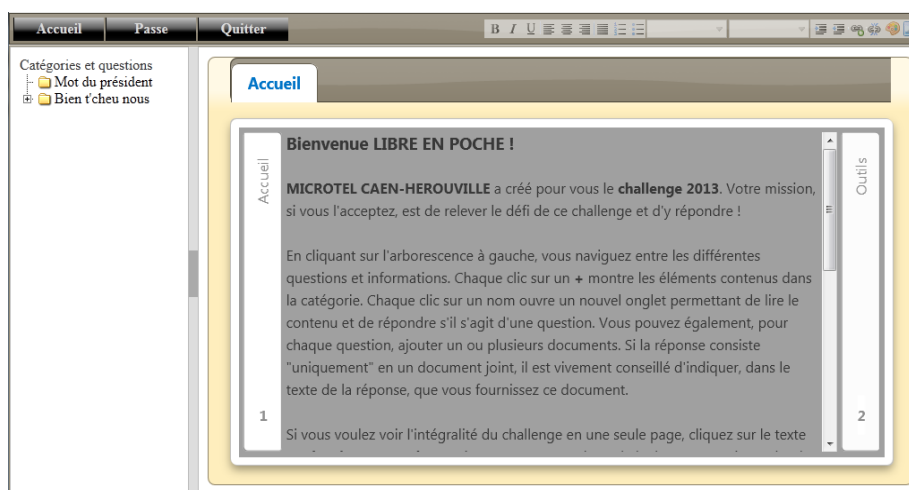 Accueil Passe Quitter B I U
Catégories et questions
Mot du président
Bien t'cheu nous
Accueil
Accueil
1
Bienvenue LIBRE EN POCHE !
MICROTEL CAEN-HEROUVILLE a créé pour vous le challenge 2013. Votre mission,
si vous l'acceptez, est de relever le défi de ce challenge et d'y répondre !
En cliquant sur l'arborescence à gauche, vous naviguez entre les différentes
questions et informations. Chaque clic sur un + montre les éléments contenus dans
la catégorie. Chaque clic sur un nom ouvre un nouvel onglet permettant de lire le
contenu et de répondre s'il s'agit d'une question. Vous pouvez également, pour
chaque question, ajouter un ou plusieurs documents. Si la réponse consiste
"uniquement" en un document joint, il est vivement conseillé d'indiquer, dans le
texte de la réponse, que vous fournissez ce document.
Si vous voulez voir l'intégralité du challenge en une seule page, cliquez sur le texte
Outils
2